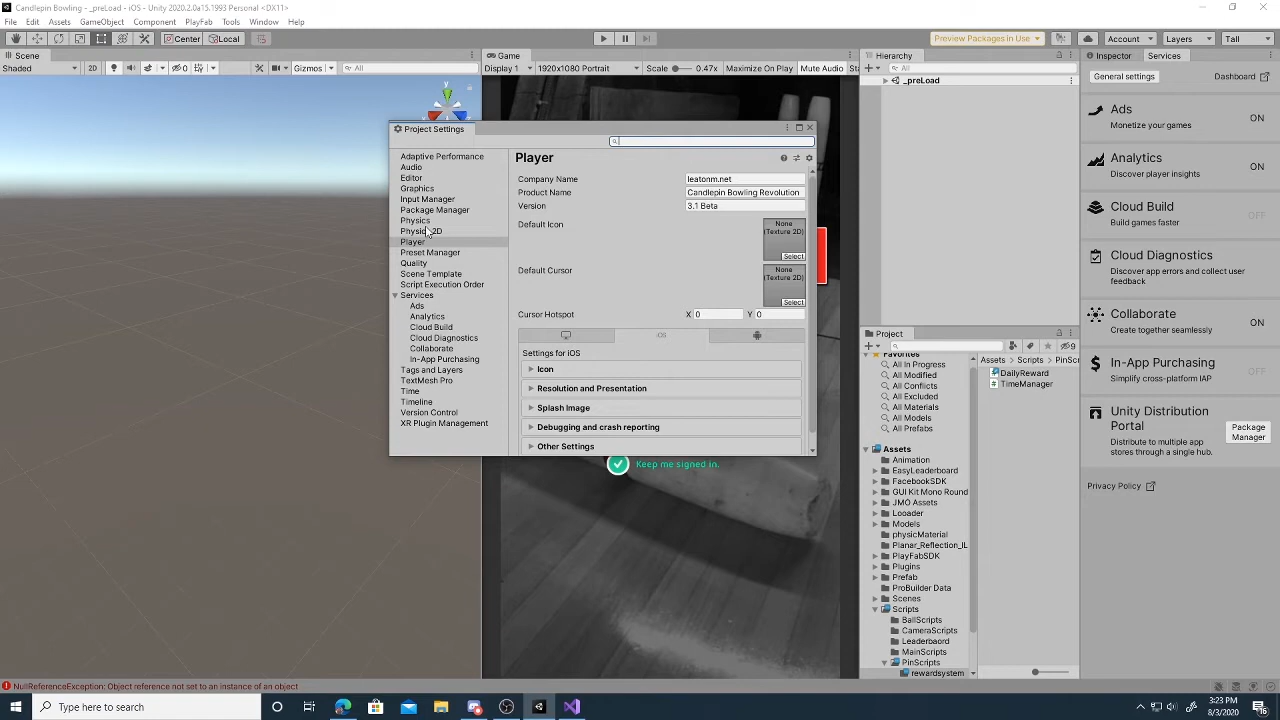 Candlepin Bowling - _preLoad - iOS - Unity 2020.2.0a15.1993 Personal <DX11>
File Edit Assets GameObject Component PlayFab Tools Window Help
Center Local Preview Packages in Use Account Layers Tall
Scene Game Hierarchy Inspector Services
Shaded 2D 0 Gizmos All Display 1 1920x1080 Portrait Scale 0.47x Maximize On Play Mute Audio Sta All General settings Dashboard
_preLoad
Project Settings
Adaptive Performance
Audio
Editor
Graphics
Input Manager
Package Manager
Physics
Physics 2D
Player
Preset Manager
Quality
Scene Template
Script Execution Order
Services
Ads
Analytics
Cloud Build
Cloud Diagnostics
Collaborate
In-App Purchasing
Tags and Layers
TextMesh Pro
Time
Timeline
Version Control
XR Plugin Management
Player
Company Name leatonm.net
Product Name Candlepin Bowling Revolution
Version 3.1 Beta
Default Icon None
(Texture 2D)
Select
Default Cursor None
(Texture 2D)
Select
Cursor Hotspot X 0 Y 0
iOS
Settings for iOS
Icon
Resolution and Presentation
Splash Image
Debugging and crash reporting
Other Settings
Keep me signed in.
Project
9
Favorites
All In Progress
All Modified
All Conflicts
All Excluded
All Materials
All Models
All Prefabs
Assets
Animation
EasyLeaderboard
FacebookSDK
GUI Kit Mono Round
JMO Assets
Looader
Models
physicMaterial
Planar_Reflection_IL
PlayFabSDK
Plugins
Prefab
ProBuilder Data
Scenes
Scripts
BallScripts
CameraScripts
Leaderbaord
MainScripts
PinScripts
rewardsystem
Assets Scripts PinScr
DailyReward
TimeManager
Ads
Monetize your games
ON
Analytics
Discover player insights
ON
Cloud Build
Build games faster
OFF
Cloud Diagnostics
Discover app errors and collect user
feedback
Collaborate
Create together seamlessly
ON
In-App Purchasing
Simplify cross-platform IAP
OFF
Unity Distribution
Portal
Distribute to multiple app
stores through a single hub.
Package
Manager
Privacy Policy
NullReferenceException: Object reference not set to an instance of an object
Type here to search
3:23 PM
8/3/2020